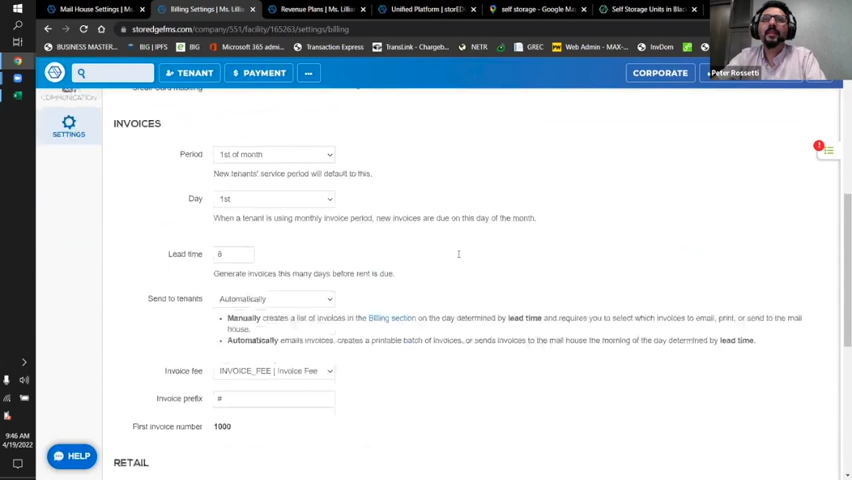 Mail House Settings | Ms.
Billing Settings | Ms. Lillia
Revenue Plans | Ms. Lillian
Unified Platform | storED
self storage - Google Ma
Self Storage Units in Black
storedgefms.com/company/551/facility/165263/settings/billing
BUSINESS MASTER...
BIG | IPFS
Microsoft 365 admi...
Transaction Express
TransLink - Chargeb...
NETR
GREC
Web Admin - MAX-...
InvDom
TENANT
$ PAYMENT
...
CORPORATE
Peter Rossetti
COMMUNICATION
SETTINGS
INVOICES
Period
1st of month
New tenants' service period will default to this.
Day
1st
When a tenant is using monthly invoice period, new invoices are due on this day of the month.
Lead time
8
Generate invoices this many days before rent is due.
Send to tenants
Automatically
• Manually creates a list of invoices in the Billing section on the day determined by lead time and requires you to select which invoices to email, print, or send to the mail
house.
• Automatically emails invoices, creates a printable batch of invoices, or sends invoices to the mail house the morning of the day determined by lead time.
Invoice fee
INVOICE_FEE | Invoice Fee
Invoice prefix
#
First invoice number
1000
RETAIL
HELP
9:46 AM
4/19/2022